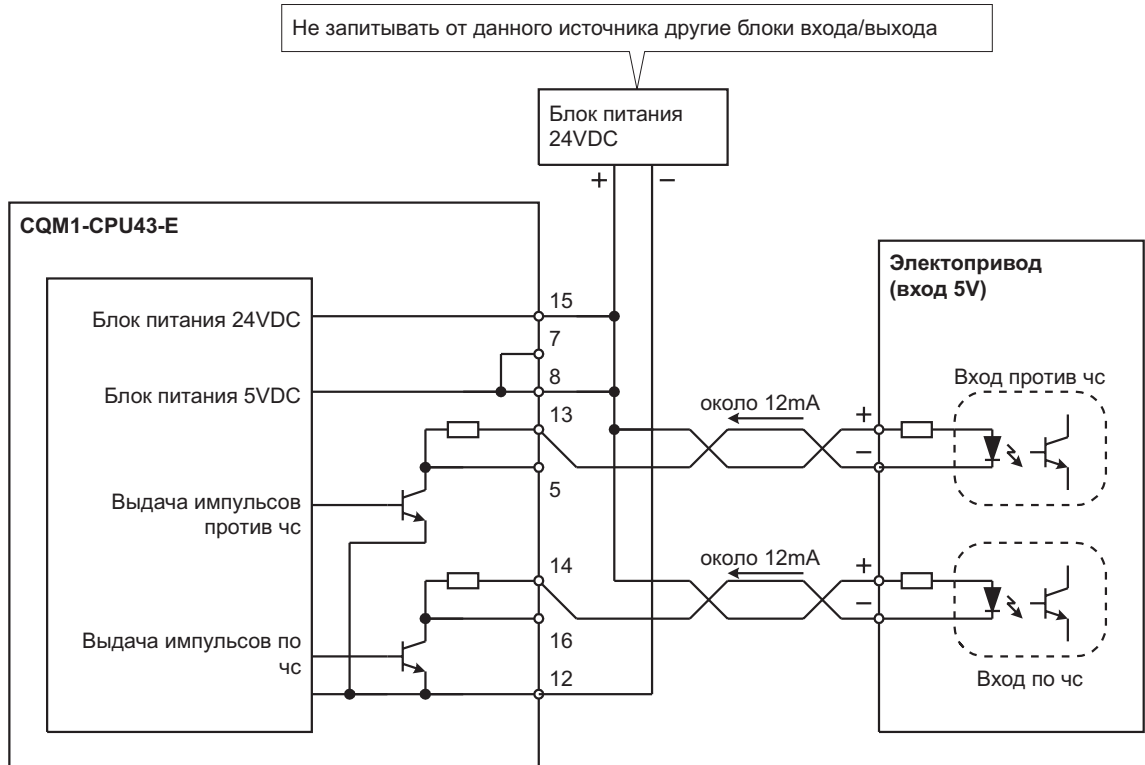 Не запитывать от данного источника другие блоки входа/выхода
Блок питания
24VDC
+
−
CQM1-CPU43-E
Блок питания 24VDC
Блок питания 5VDC
Выдача импульсов
против чс
Выдача импульсов по
чс
15
7
8
13
5
14
16
12
около 12mA
около 12mA
Электопривод
(вход 5V)
Вход против чс
+
−
+
−
Вход по чс